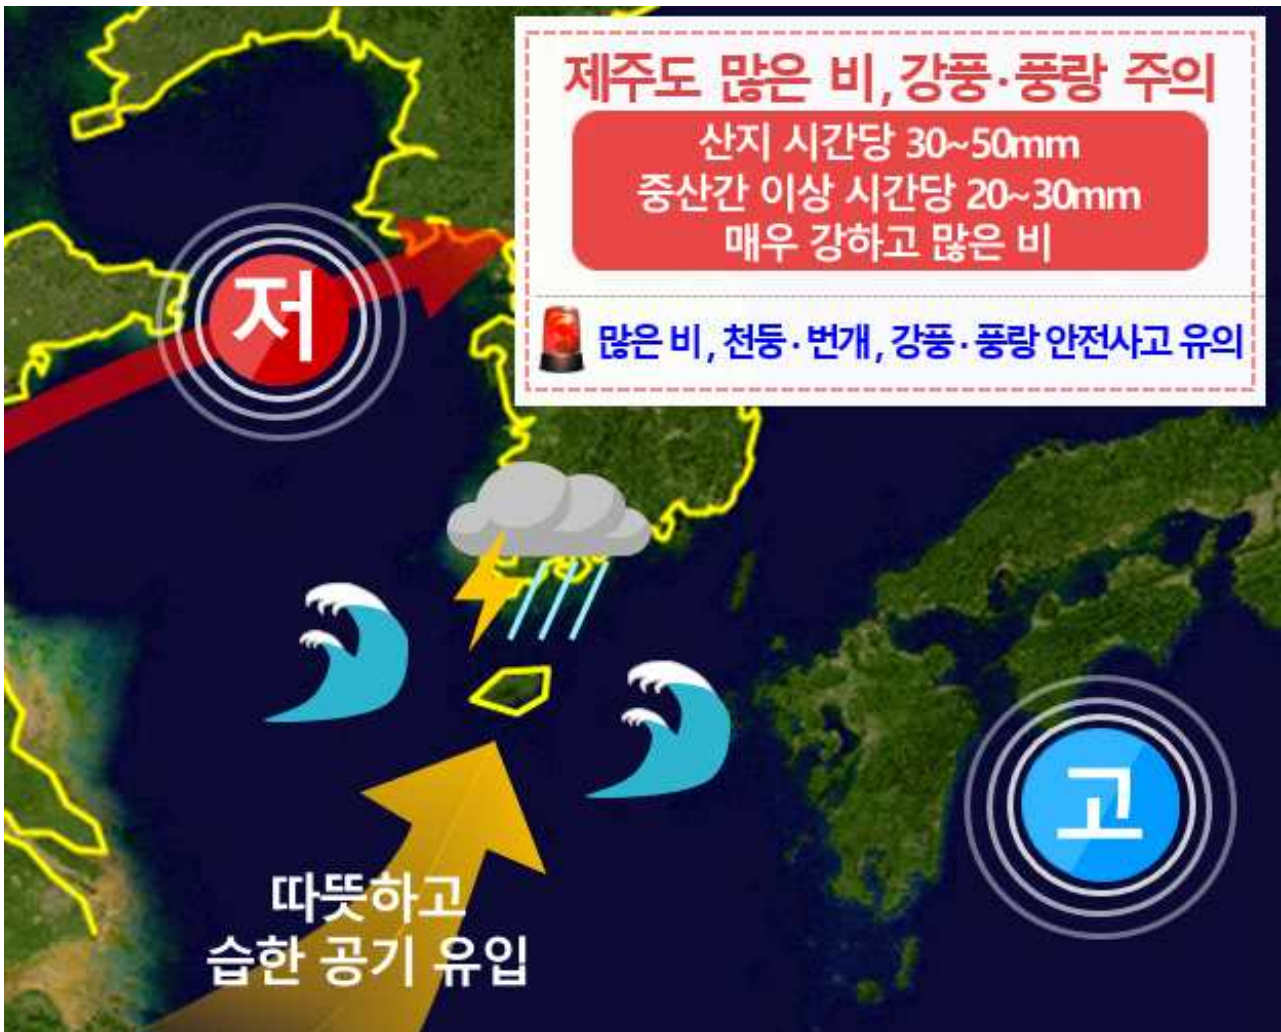 제주도 많은 비, 강풍·풍랑 주의
산지 시간당 30~50mm
중산간 이상 시간당 20~30mm
매우 강하고 많은 비
많은 비, 천둥·번개, 강풍·풍랑 안전사고 유의
저
고
따뜻하고
습한 공기 유입